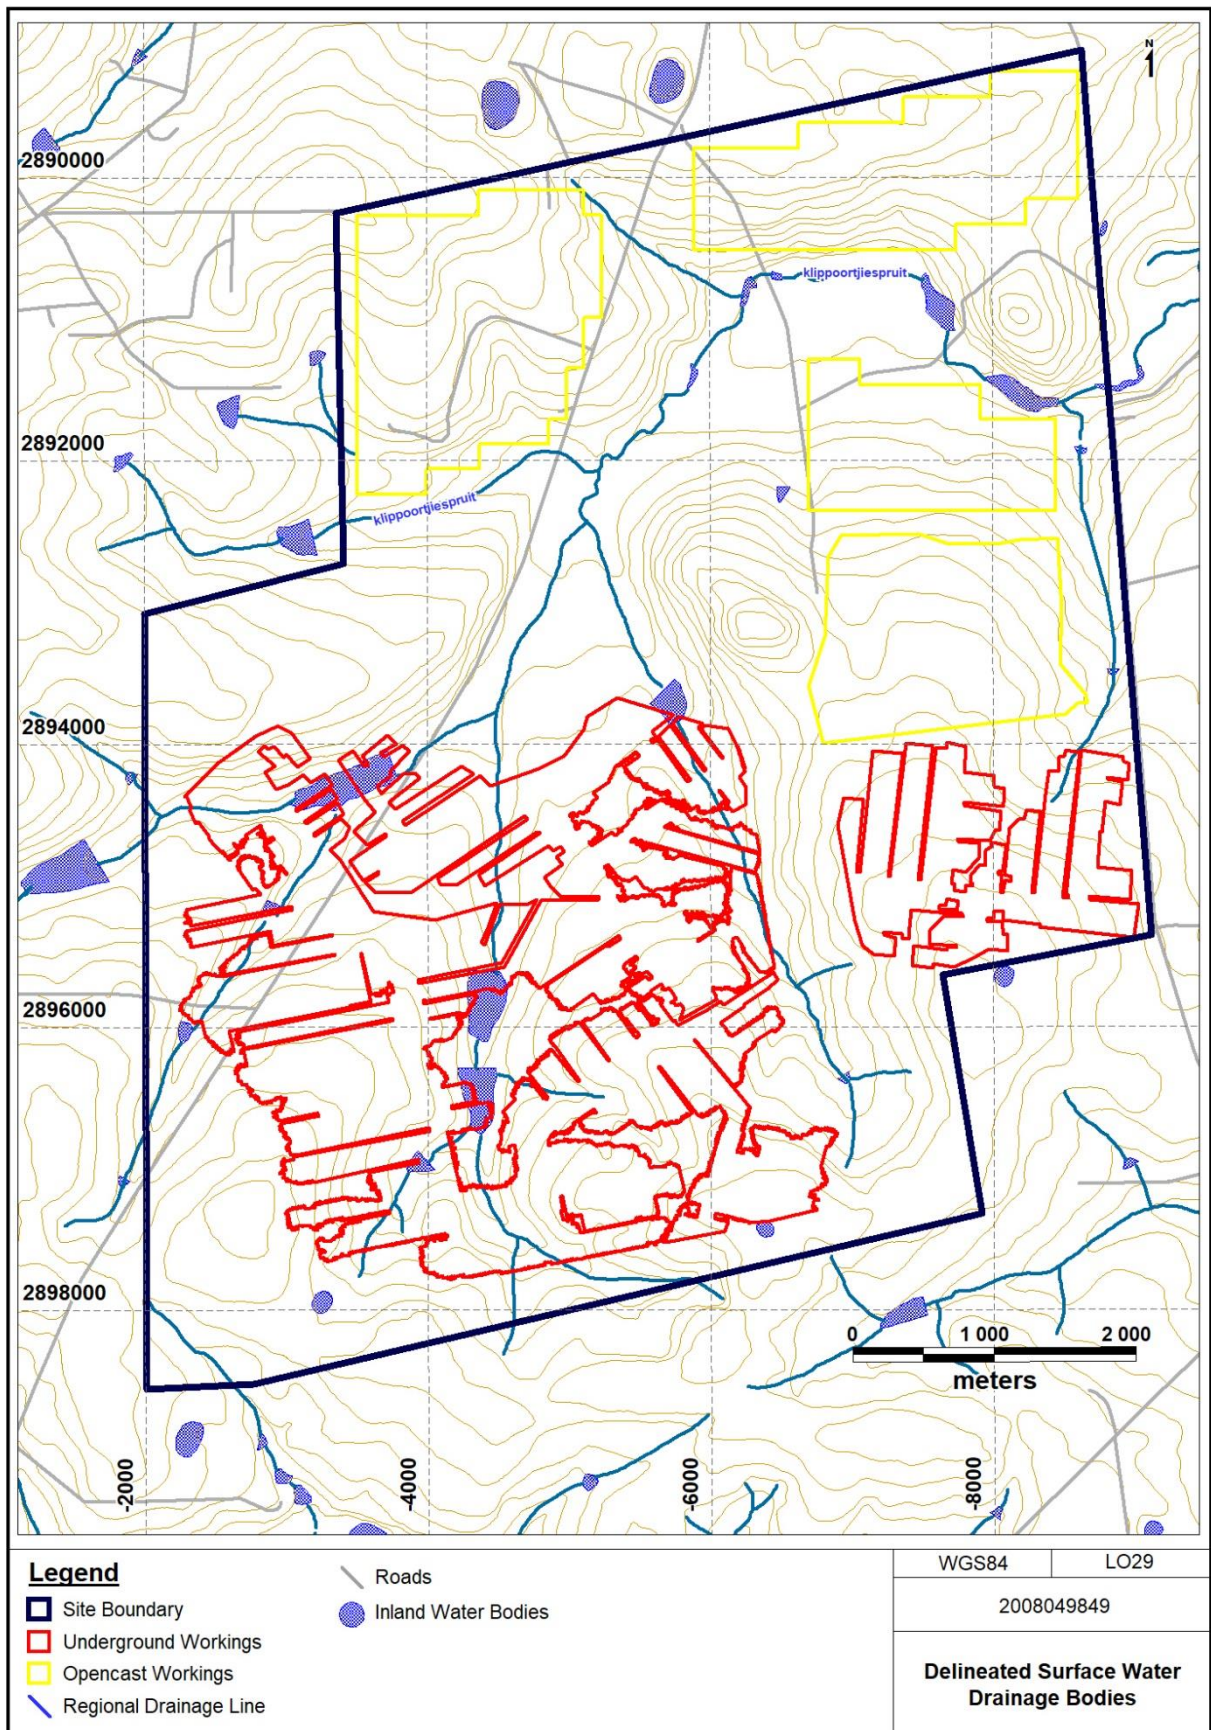 N
1
2890000
klippoortjiespruit
2892000
klippoortjiespruit
2894000
2896000
2898000
0 1 000 2 000
meters
-2000 -4000 -6000 -8000
Legend
Site Boundary
Underground Workings
Opencast Workings
Regional Drainage Line
Roads
Inland Water Bodies
WGS84 LO29
2008049849
Delineated Surface Water
Drainage Bodies